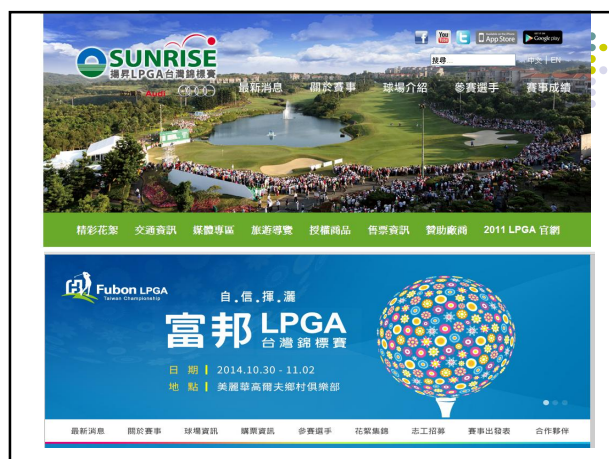 SUNRISE
揚昇LPGA台灣錦標賽
Audi
App Store
Google play
搜尋...
中文 | EN
最新消息 關於賽事 球場介紹 參賽選手 賽事成績
精彩花絮 交通資訊 媒體專區 旅遊導覽 授權商品 售票資訊 贊助廠商 2011 LPGA 官網
Fubon LPGA
Taiwan Championship
自.信.揮.灑
富邦 LPGA
台灣錦標賽
日 期 | 2014.10.30 - 11.02
地 點 | 美麗華高爾夫鄉村俱樂部
最新消息 關於賽事 球場資訊 購票資訊 參賽選手 花絮集錦 志工招募 賽事出發表 合作夥伴